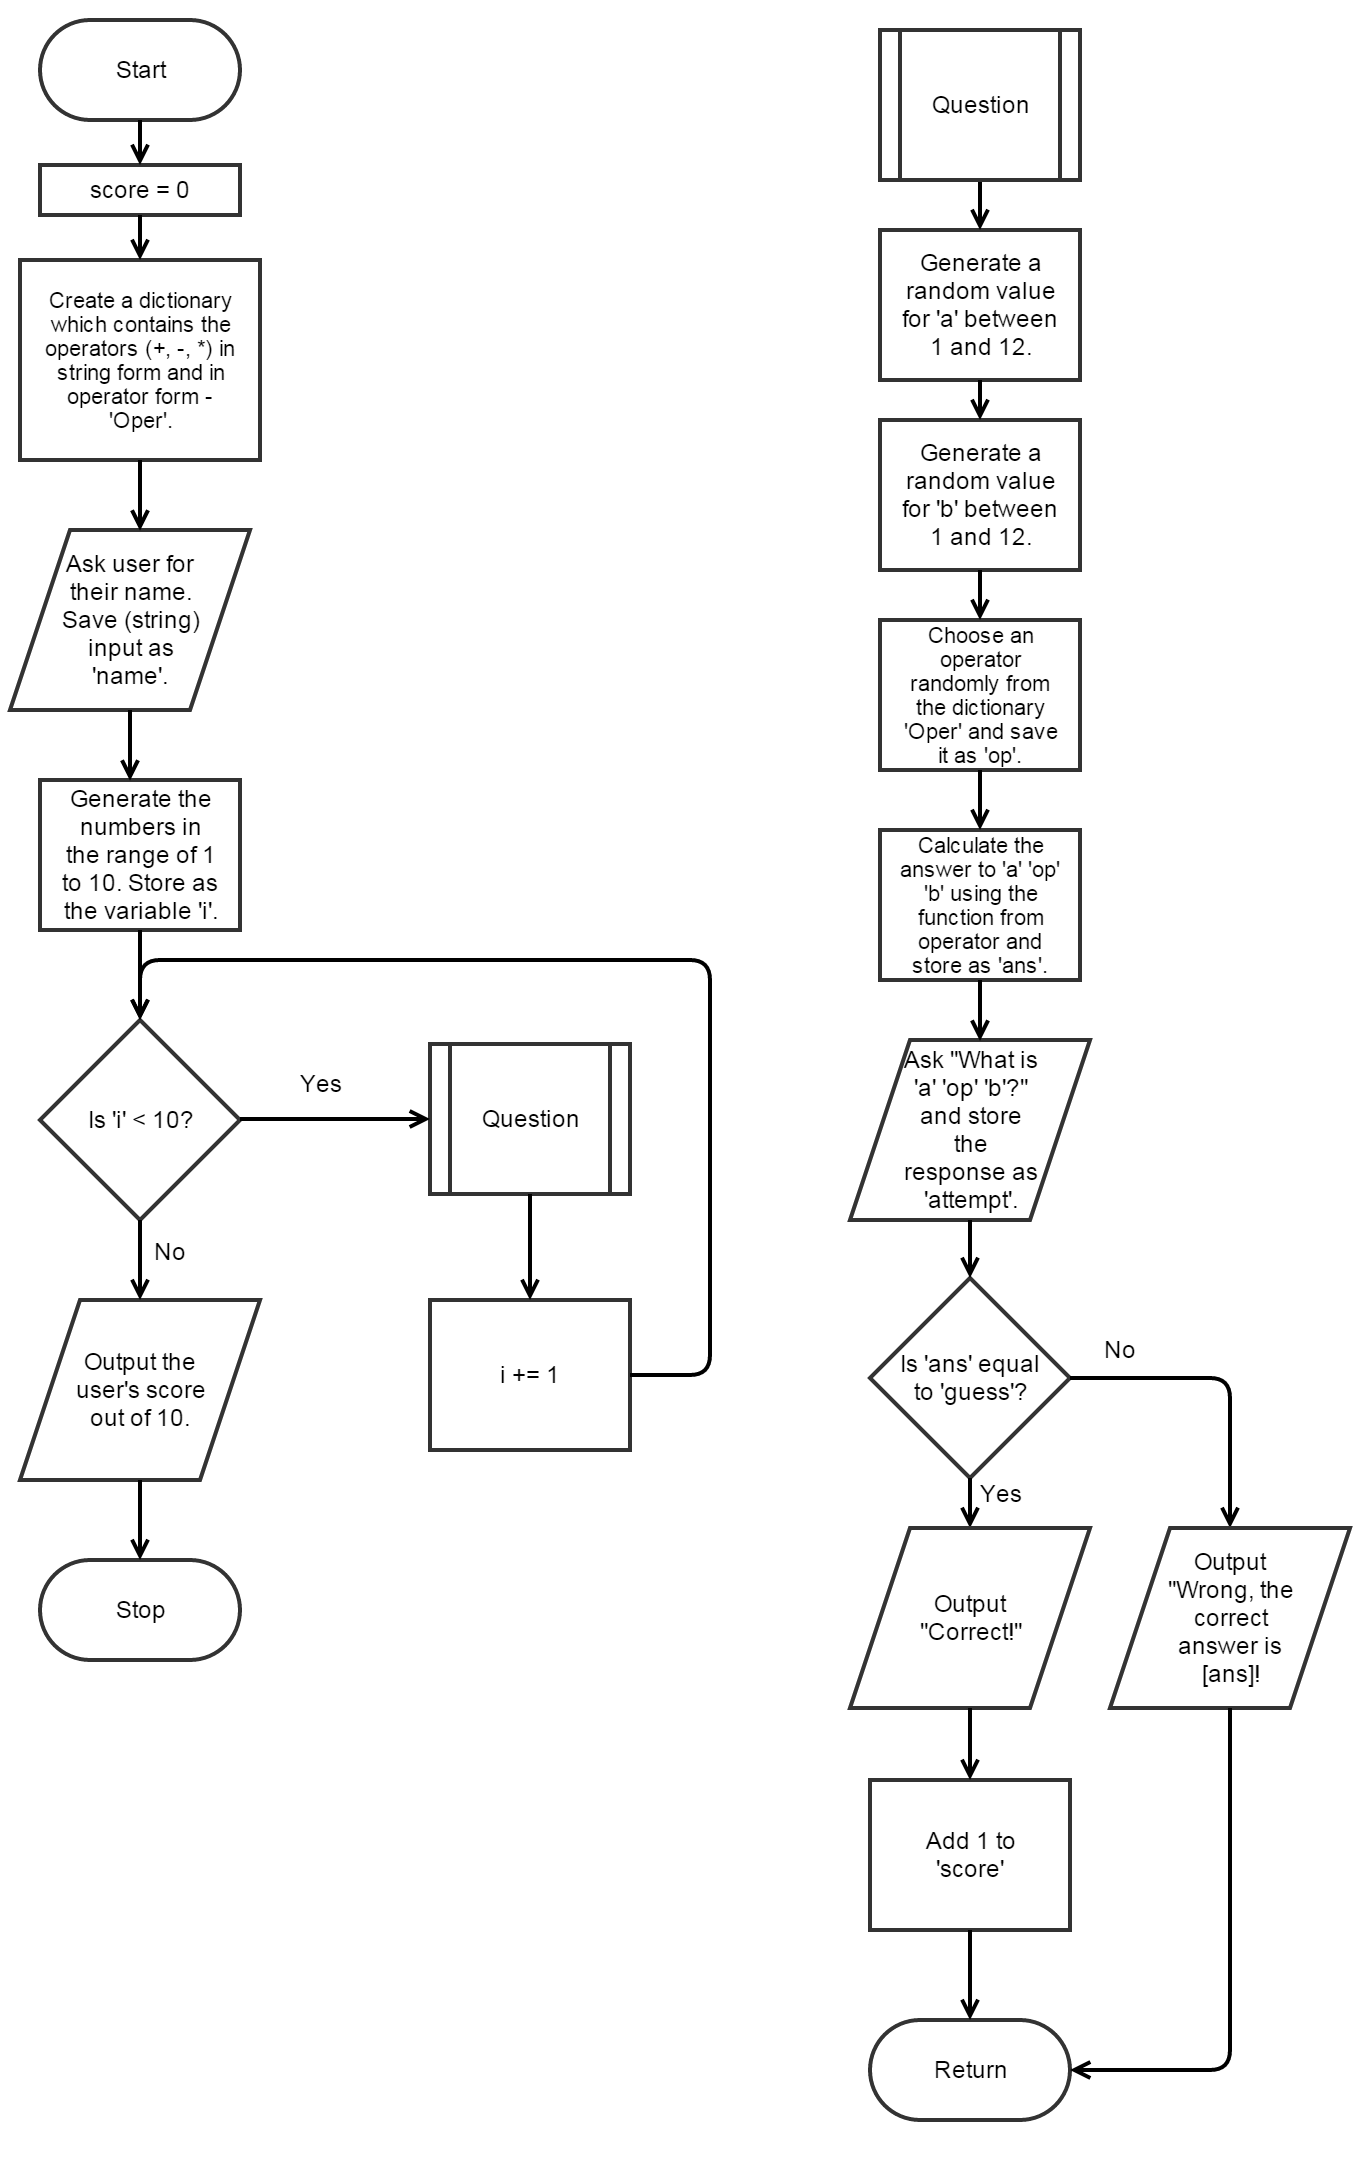 Start
score = 0
Create a dictionary
which contains the
operators (+, -, *) in
string form and in
operator form -
'Oper'.
Ask user for
their name.
Save (string)
input as
'name'.
Generate the
numbers in
the range of 1
to 10. Store as
the variable 'i'.
Is 'i' < 10?
Yes
Question
i += 1
No
Output the
user's score
out of 10.
Stop
Question
Generate a
random value
for 'a' between
1 and 12.
Generate a
random value
for 'b' between
1 and 12.
Choose an
operator
randomly from
the dictionary
'Oper' and save
it as 'op'.
Calculate the
answer to 'a' 'op'
'b' using the
function from
operator and
store as 'ans'.
Ask "What is
'a' 'op' 'b'?"
and store
the
response as
'attempt'.
Is 'ans' equal
to 'guess'?
No
Yes
Output
"Correct!"
Output
"Wrong, the
correct
answer is
[ans]!
Add 1 to
'score'
Return